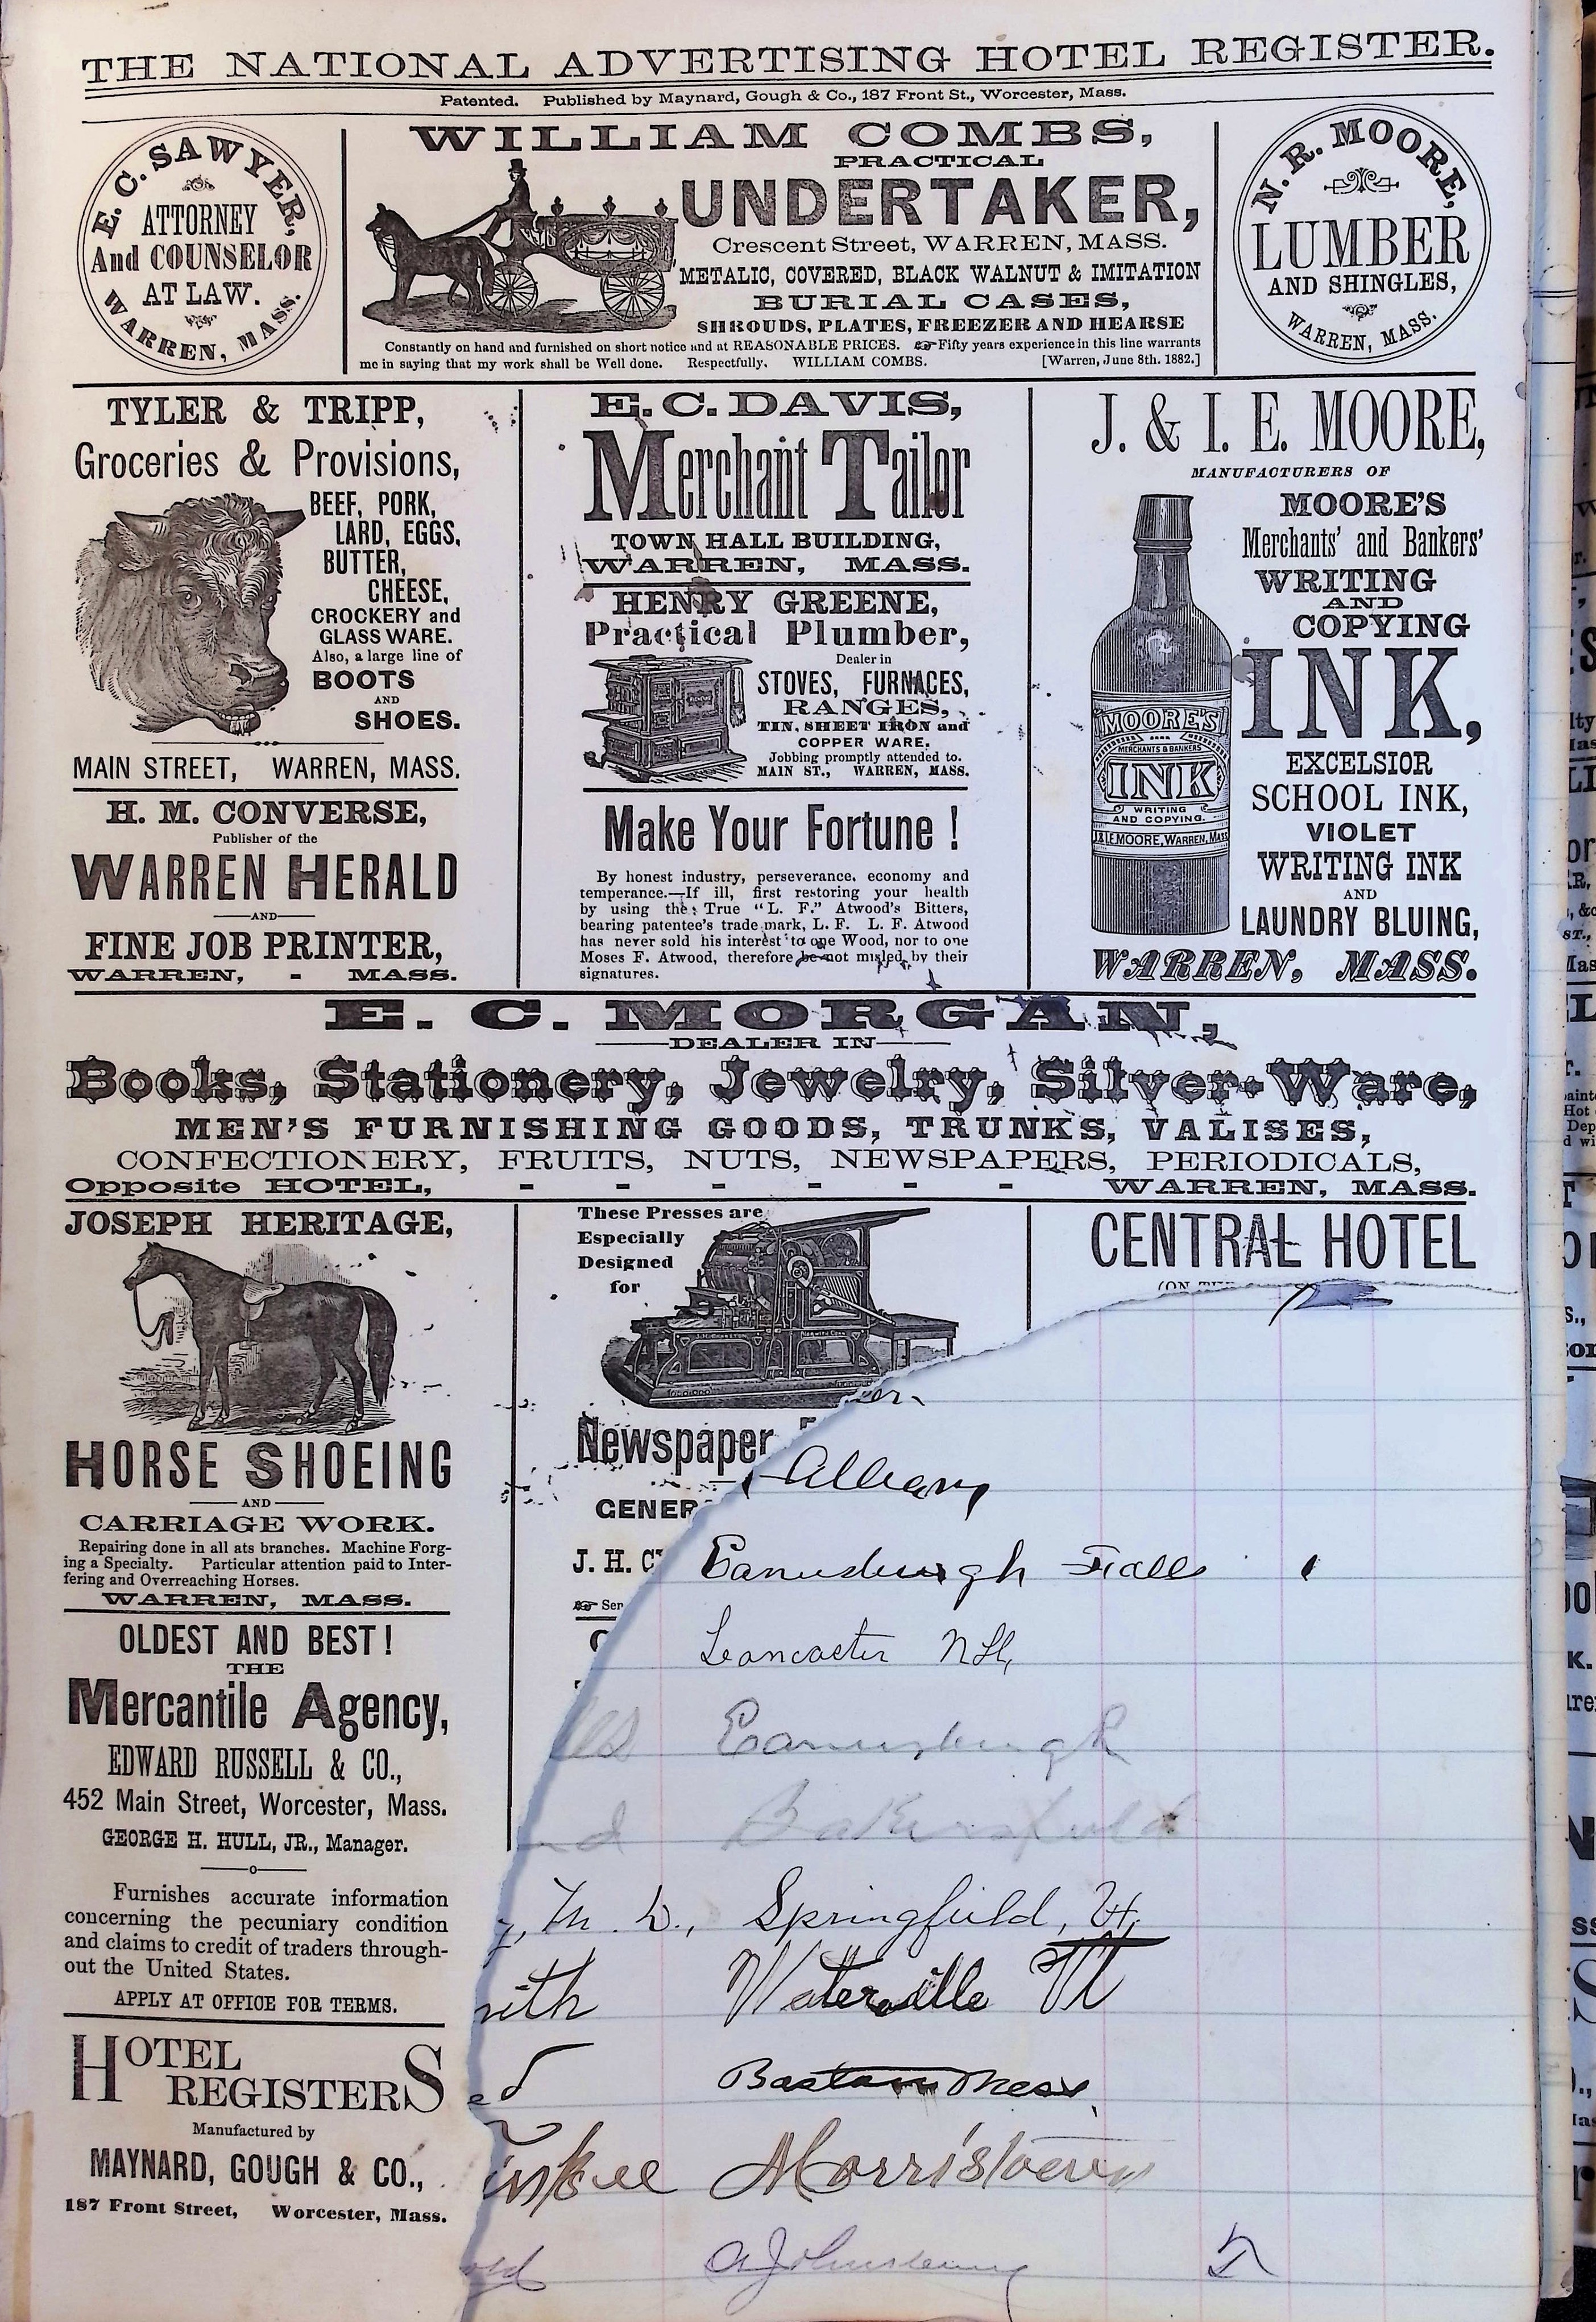 THE NATIONAL ADVERTISING HOTEL REGISTER.
Patented. Published by Maynard, Gough & Co., 187 Front St., Worcester, Mass.
E. C. SAWYER,
ATTORNEY
And COUNSELOR
AT LAW.
WARREN, MASS.
WILLIAM COMBS,
PRACTICAL
UNDERTAKER,
Crescent Street, WARREN, MASS.
METALIC, COVERED, BLACK WALNUT & IMITATION
BURIAL CASES,
SHROUDS, PLATES, FREEZER AND HEARSE
Constantly on hand and furnished on short notice and at REASONABLE PRICES. ☞Fifty years experience in this line warrants
me in saying that my work shall be Well done. Respectfully, WILLIAM COMBS. [Warren, June 8th. 1882.]
N. R. MOORE,
LUMBER
AND SHINGLES,
WARREN, MASS.
TYLER & TRIPP,
Groceries & Provisions,
BEEF, PORK,
LARD, EGGS,
BUTTER,
CHEESE,
CROCKERY and
GLASS WARE.
Also, a large line of
BOOTS
AND
SHOES.
MAIN STREET, WARREN, MASS.
H. M. CONVERSE,
Publisher of the
WARREN HERALD
AND
FINE JOB PRINTER,
WARREN, - MASS.
E. C. DAVIS,
Merchant Tailor
TOWN HALL BUILDING,
WARREN, MASS.
HENRY GREENE,
Practical Plumber,
Dealer in
STOVES, FURNACES,
RANGES,
TIN, SHEET IRON and
COPPER WARE.
Jobbing promptly attended to.
MAIN ST., WARREN, MASS.
Make Your Fortune !
By honest industry, perseverance, economy and
temperance.—If ill, first restoring your health
by using the True "L. F." Atwood's Bitters,
bearing patentee's trade mark, L. F. L. F. Atwood
has never sold his interest to one Wood, nor to one
Moses F. Atwood, therefore be not misled by their
signatures.
J. & I. E. MOORE,
MANUFACTURERS OF
MOORE'S
Merchants' and Bankers'
WRITING
AND
COPYING
INK,
EXCELSIOR
SCHOOL INK,
VIOLET
WRITING INK
AND
LAUNDRY BLUING,
WARREN, MASS.
MOORE'S
MERCHANTS & BANKERS
INK
WRITING
AND COPYING.
J.&I.E.MOORE, WARREN, MASS
E. C. MORGAN,
DEALER IN
Books, Stationery, Jewelry, Silver-Ware,
MEN'S FURNISHING GOODS, TRUNKS, VALISES,
CONFECTIONERY, FRUITS, NUTS, NEWSPAPERS, PERIODICALS,
Opposite HOTEL, - - - - - - WARREN, MASS.
JOSEPH HERITAGE,
HORSE SHOEING
AND
CARRIAGE WORK.
Repairing done in all ats branches. Machine Forg-
ing a Specialty. Particular attention paid to Inter-
fering and Overreaching Horses.
WARREN, MASS.
OLDEST AND BEST !
THE
Mercantile Agency,
EDWARD RUSSELL & CO.,
452 Main Street, Worcester, Mass.
GEORGE H. HULL, JR., Manager.
Furnishes accurate information
concerning the pecuniary condition
and claims to credit of traders through-
out the United States.
APPLY AT OFFICE FOR TERMS.
HOTEL
REGISTERS
Manufactured by
MAYNARD, GOUGH & CO.,
187 Front Street, Worcester, Mass.
These Presses are
Especially
Designed
for
Newspaper
GENER
J. H. C
☞ Ser
CENTRAL HOTEL
(ON THE
Albany
Enosburgh Falls
Lancaster NH,
Enosburgh
nd Bakersfield
M. D., Springfield, Vt,
Waterville Vt
Boston Mass
Morristown